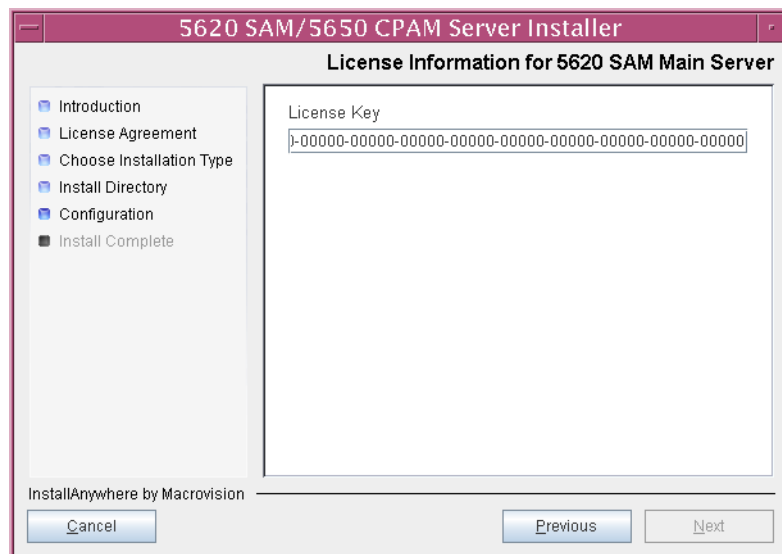 5620 SAM/5650 CPAM Server Installer
License Information for 5620 SAM Main Server
Introduction
License Agreement
Choose Installation Type
Install Directory
Configuration
Install Complete
License Key
)-00000-00000-00000-00000-00000-00000-00000-00000
InstallAnywhere by Macrovision
Cancel
Previous
Next